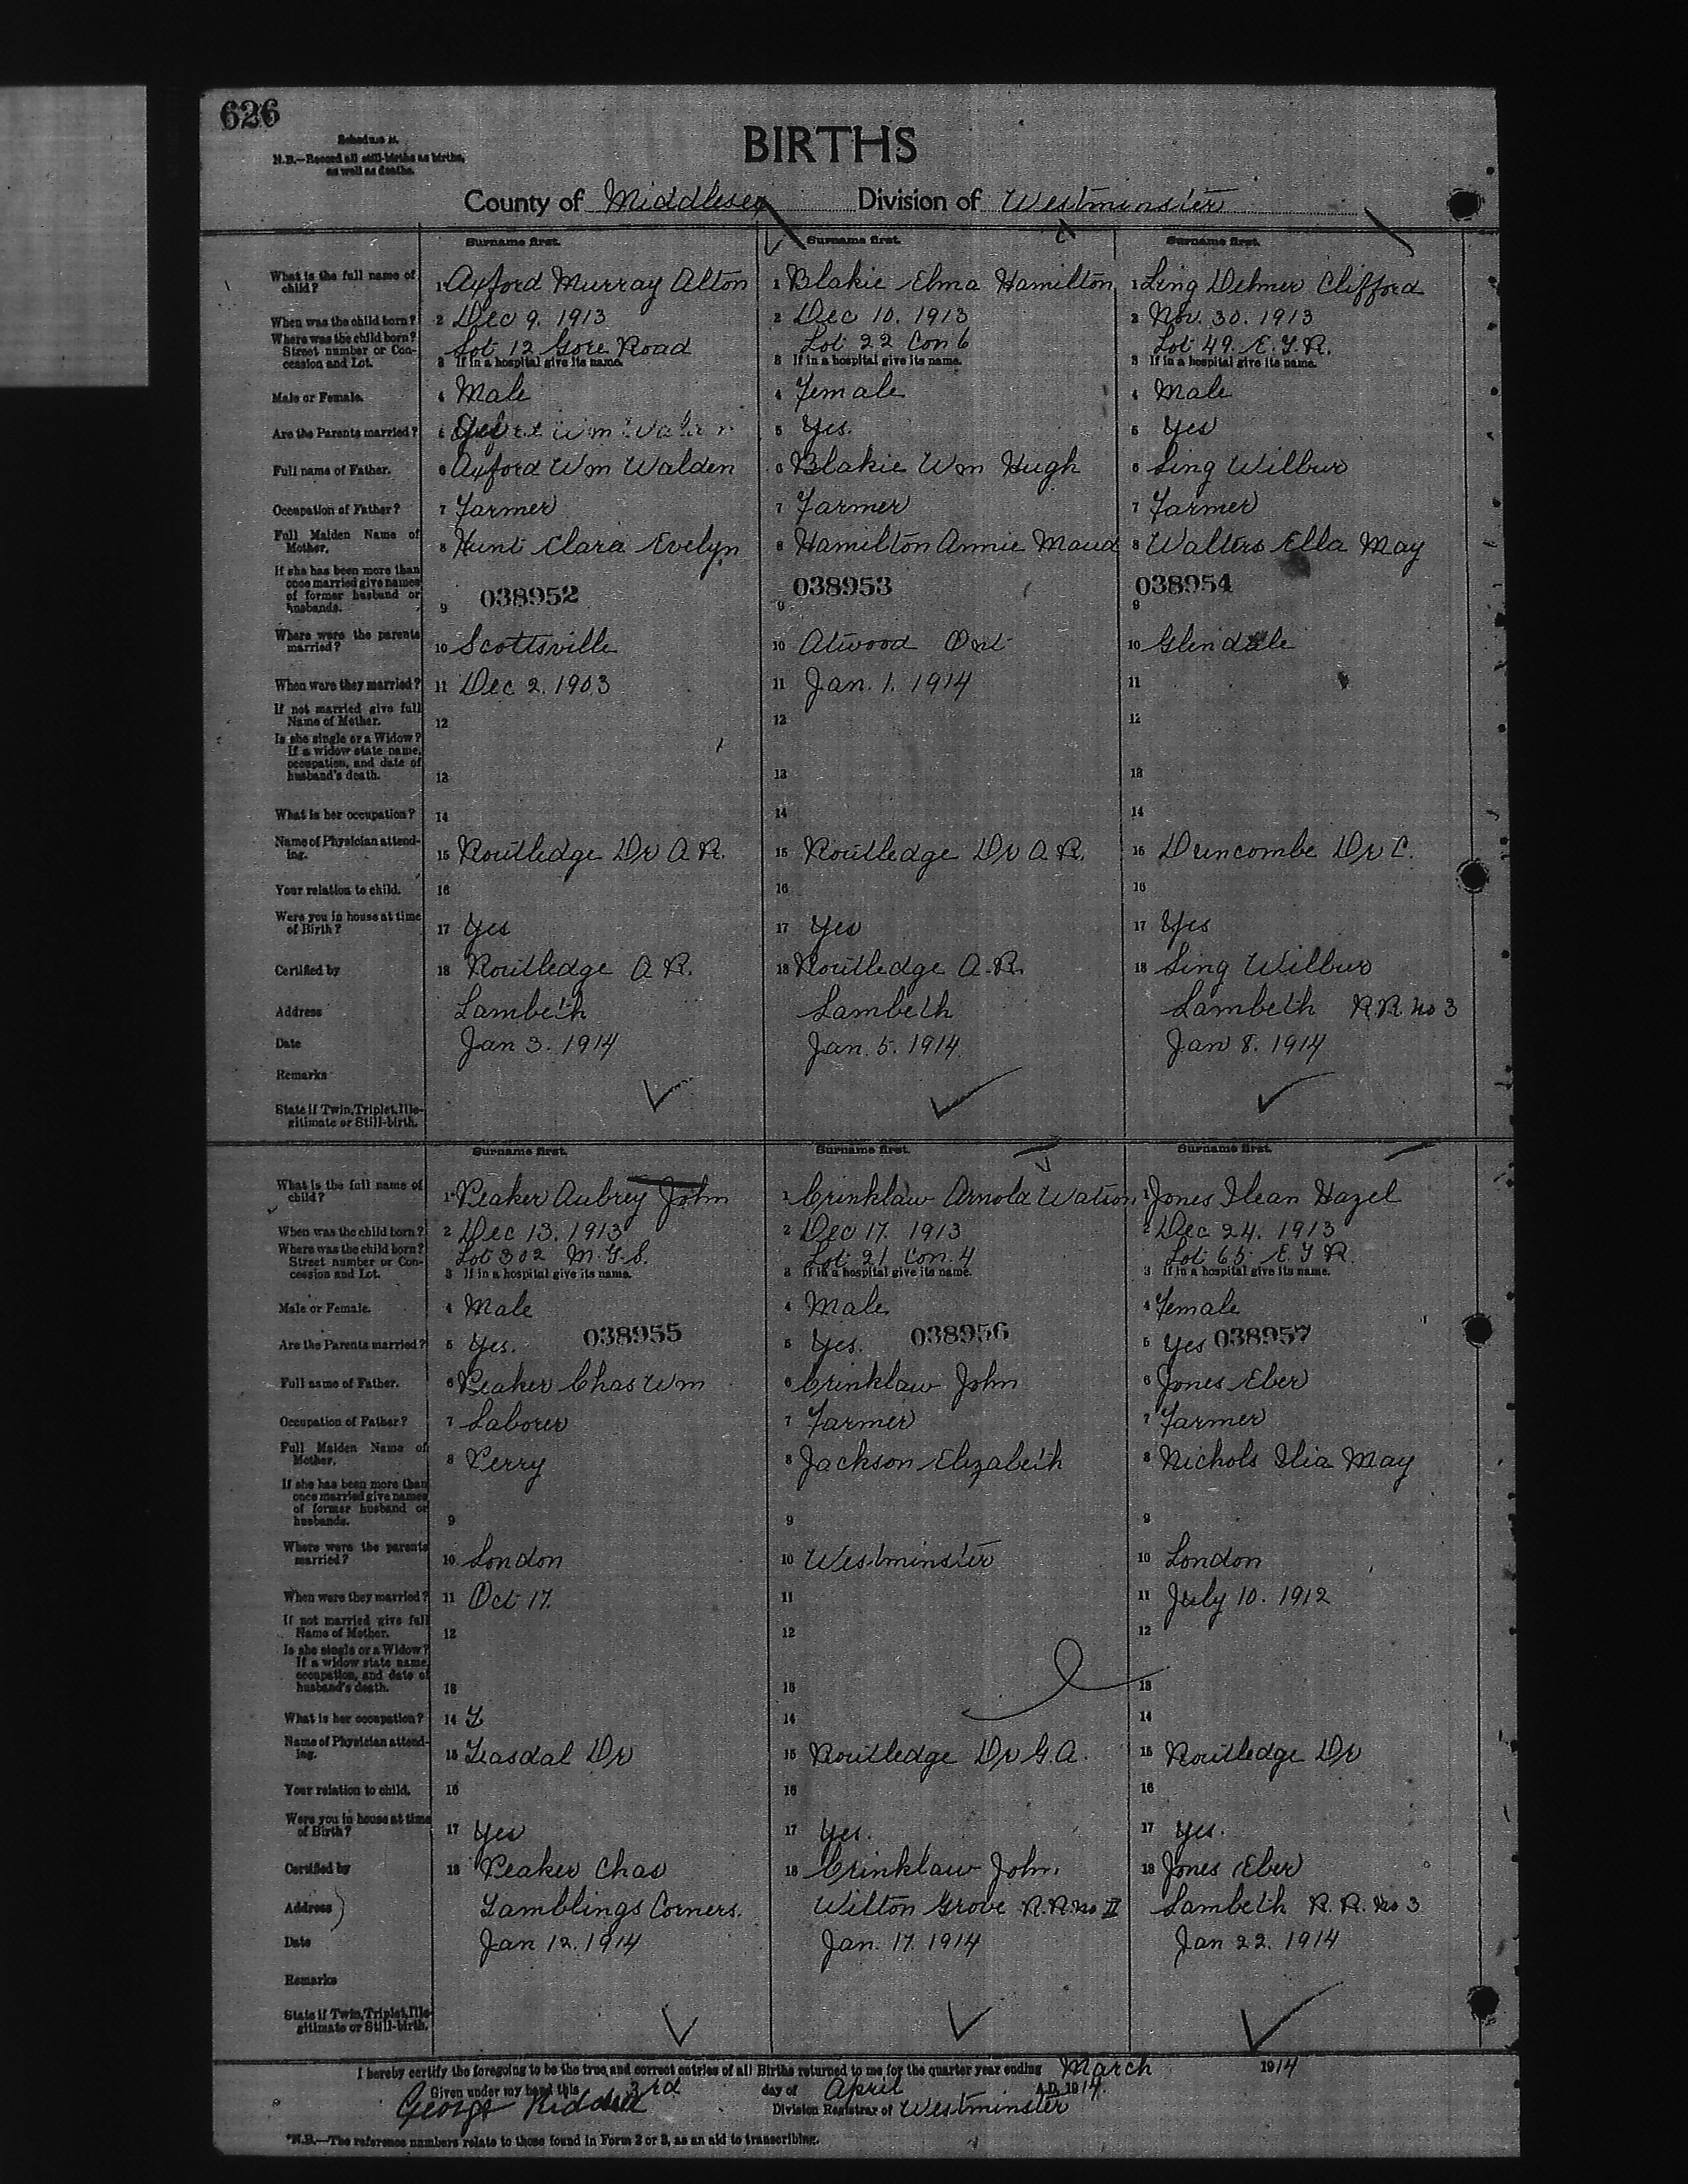 626
Schedule A.
N.B.—Record all still-births as births,
as well as deaths.
BIRTHS
County of Middlesex Division of Westminster
Surname first. Surname first. Surname first.
What is the full name of child? 1 Axford Murray Alton 1 Blakie Elma Hamilton 1 Ling Delmer Clifford
When was the child born? 2 Dec 9. 1913 2 Dec 10. 1913 2 Nov. 30. 1913
Where was the child born? Street number or Concession and Lot. Lot 12 Gore Road Lot 22 Con 6 Lot 49. E.T.R.
3 If in a hospital give its name. 3 If in a hospital give its name. 3 If in a hospital give its name.
Male or Female. 4 Male 4 Female 4 Male
Are the Parents married? 5 Yes 5 Yes. 5 Yes
Full name of Father. 6 Axford Wm Walden 6 Blakie Wm Hugh 6 Ling Wilbur
Occupation of Father? 7 Farmer 7 Farmer 7 Farmer
Full Maiden Name of Mother. 8 Hunt Clara Evelyn 8 Hamilton Annie Maud 8 Walters Ella May
If she has been more than once married give names of former husband or husbands. 9 038952 9 038953 9 038954
Where were the parents married? 10 Scottsville 10 Atwood Ont 10 Glendale
When were they married? 11 Dec 2. 1903 11 Jan. 1. 1914 11
If not married give full Name of Mother. 12 12 12
Is she single or a Widow? If a widow state name, occupation, and date of husband's death. 13 13 13
What is her occupation? 14 14 14
Name of Physician attending. 15 Routledge Dr A.R. 15 Routledge Dr A.R. 15 Duncombe Dr C.
Your relation to child. 16 16 16
Were you in house at time of Birth? 17 Yes 17 Yes 17 Yes
Certified by 18 Routledge A.R. 18 Routledge A.R. 18 Ling Wilbur
Address Lambeth Lambeth Lambeth R.R. No 3
Date Jan 3. 1914 Jan. 5. 1914 Jan 8. 1914
Remarks
State if Twin, Triplet, Illegitimate or Still-birth.
Surname first. Surname first. Surname first.
What is the full name of child? 1 Peaker Aubrey John 1 Crinklaw Arnold Watson 1 Jones Ilean Hazel
When was the child born? 2 Dec 13. 1913 2 Dec 17. 1913 2 Dec 24. 1913
Where was the child born? Street number or Concession and Lot. Lot 302 M.G.S. Lot 21 Con. 4 Lot 65 E.T.R.
3 If in a hospital give its name. 3 If in a hospital give its name. 3 If in a hospital give its name.
Male or Female. 4 Male 4 Male 4 Female
Are the Parents married? 5 Yes. 038955 5 Yes. 038956 5 Yes 038957
Full name of Father. 6 Peaker Chas Wm 6 Crinklaw John 6 Jones Eber
Occupation of Father? 7 Laborer 7 Farmer 7 Farmer
Full Maiden Name of Mother. 8 Perry 8 Jackson Elizabeth 8 Nichols Ilia May
If she has been more than once married give names of former husband or husbands. 9 9 9
Where were the parents married? 10 London 10 Westminster 10 London
When were they married? 11 Oct 17. 11 11 July 10. 1912
If not married give full Name of Mother. 12 12 12
Is she single or a Widow? If a widow state name, occupation, and date of husband's death. 13 13 13
What is her occupation? 14 14 14
Name of Physician attending. 15 Teasdal Dr 15 Routledge Dr G.A. 15 Routledge Dr
Your relation to child. 16 16 16
Were you in house at time of Birth? 17 Yes 17 Yes. 17 Yes.
Certified by 18 Peaker Chas 18 Crinklaw John. 18 Jones Eber
Address Tamblings Corners. Wilton Grove R.R. No II Lambeth R.R. No 3
Date Jan 12. 1914 Jan. 17. 1914 Jan 22. 1914
Remarks
State if Twin, Triplet, Illegitimate or Still-birth.
I hereby certify the foregoing to be the true and correct entries of all Births returned to me for the quarter year ending March 1914
Given under my hand this 3rd day of April A.D. 1914.
George Riddell Division Registrar of Westminster
*N.B.—The reference numbers relate to those found in Form 2 or 3, as an aid to transcribing.